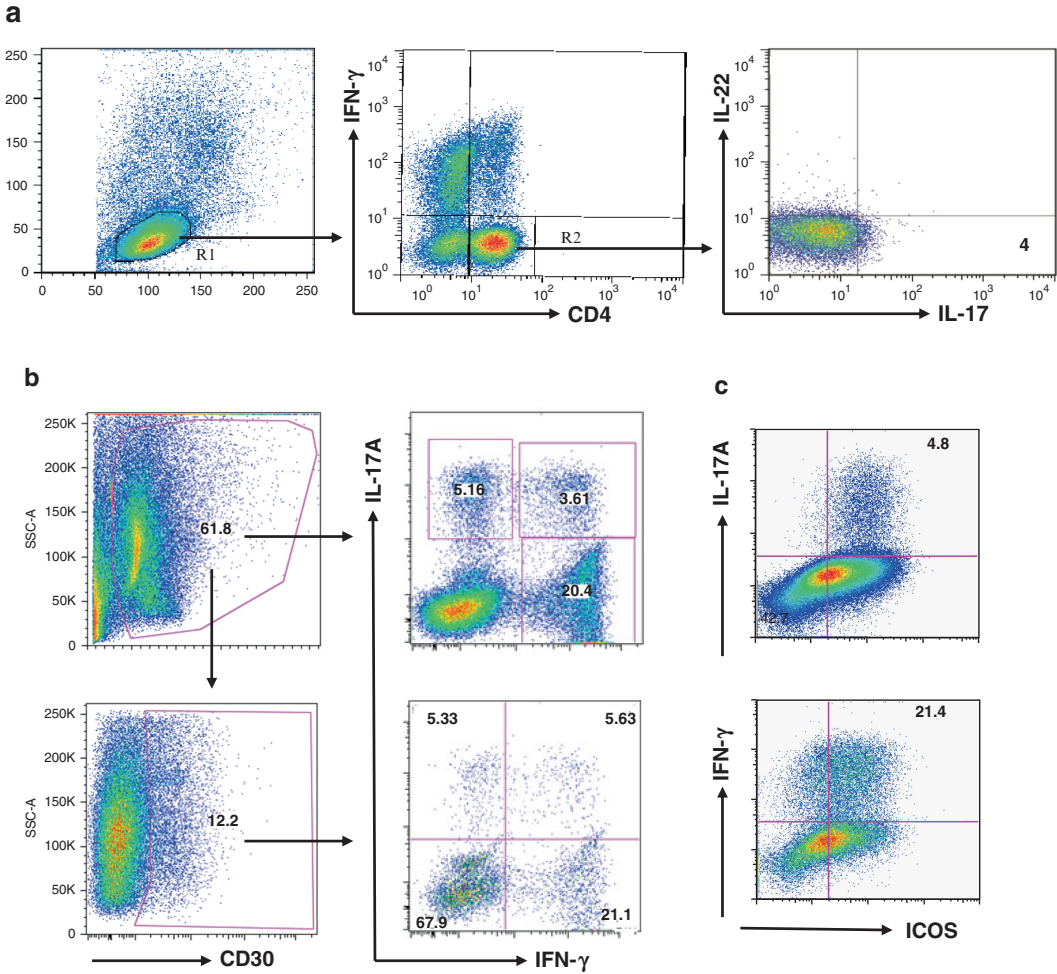 a
250
200
150
100
50
0
0 50 100 150 200 250
R1
IFN-γ
10⁴
10³
10²
10¹
10⁰
10⁰ 10¹ 10² 10³ 10⁴
R2
CD4
IL-22
10⁴
10³
10²
10¹
10⁰
10⁰ 10¹ 10² 10³ 10⁴
4
IL-17
b
SSC-A
250K
200K
150K
100K
50K
0
61.8
IL-17A
5.16
3.61
20.4
SSC-A
250K
200K
150K
100K
50K
0
12.2
CD30
5.33
5.63
67.9
21.1
IFN-γ
c
IL-17A
4.8
42.7
IFN-γ
21.4
ICOS